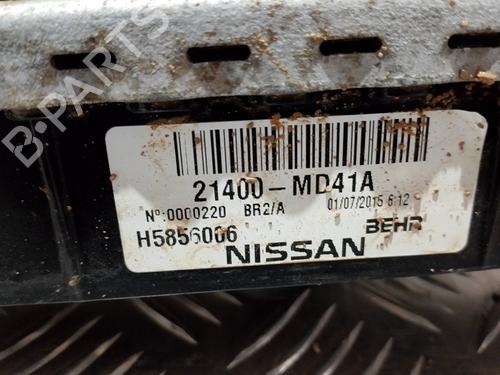 B-PARTS
21400-MD41A
Nº:0000220 BR2/A 01/07/2015 6:12
H5856006 BEHR
NISSAN